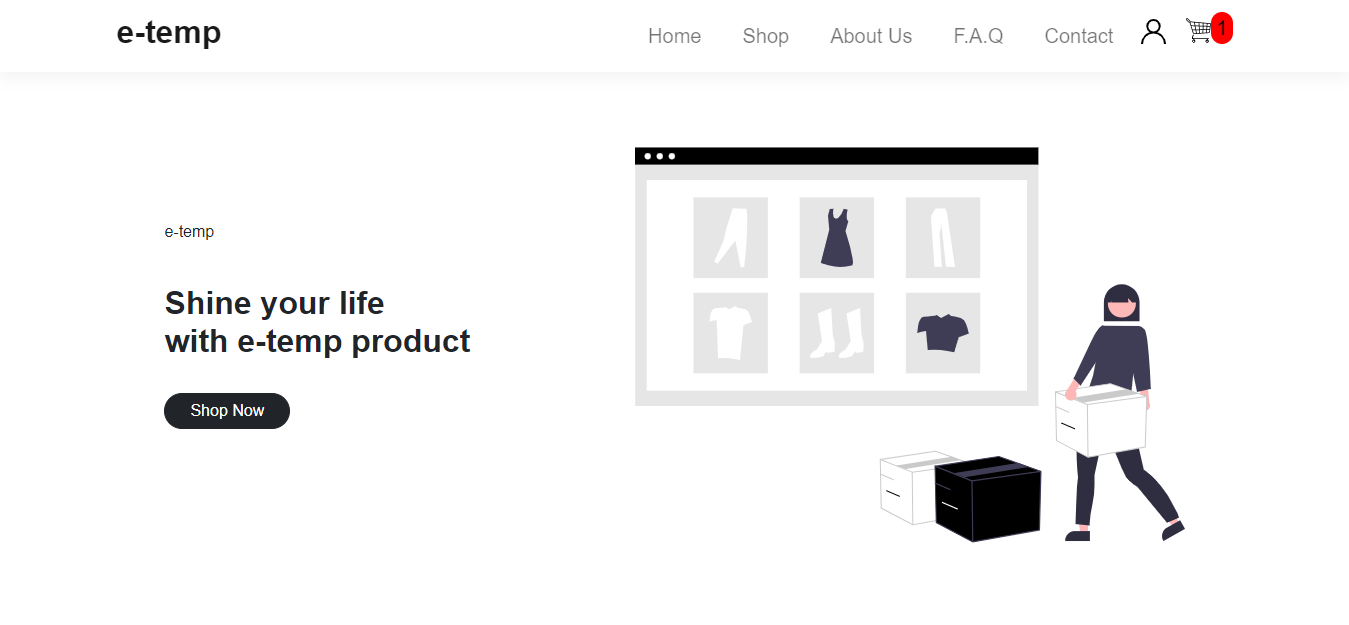 e-temp
Home Shop About Us F.A.Q Contact 1
e-temp
Shine your life
with e-temp product
Shop Now